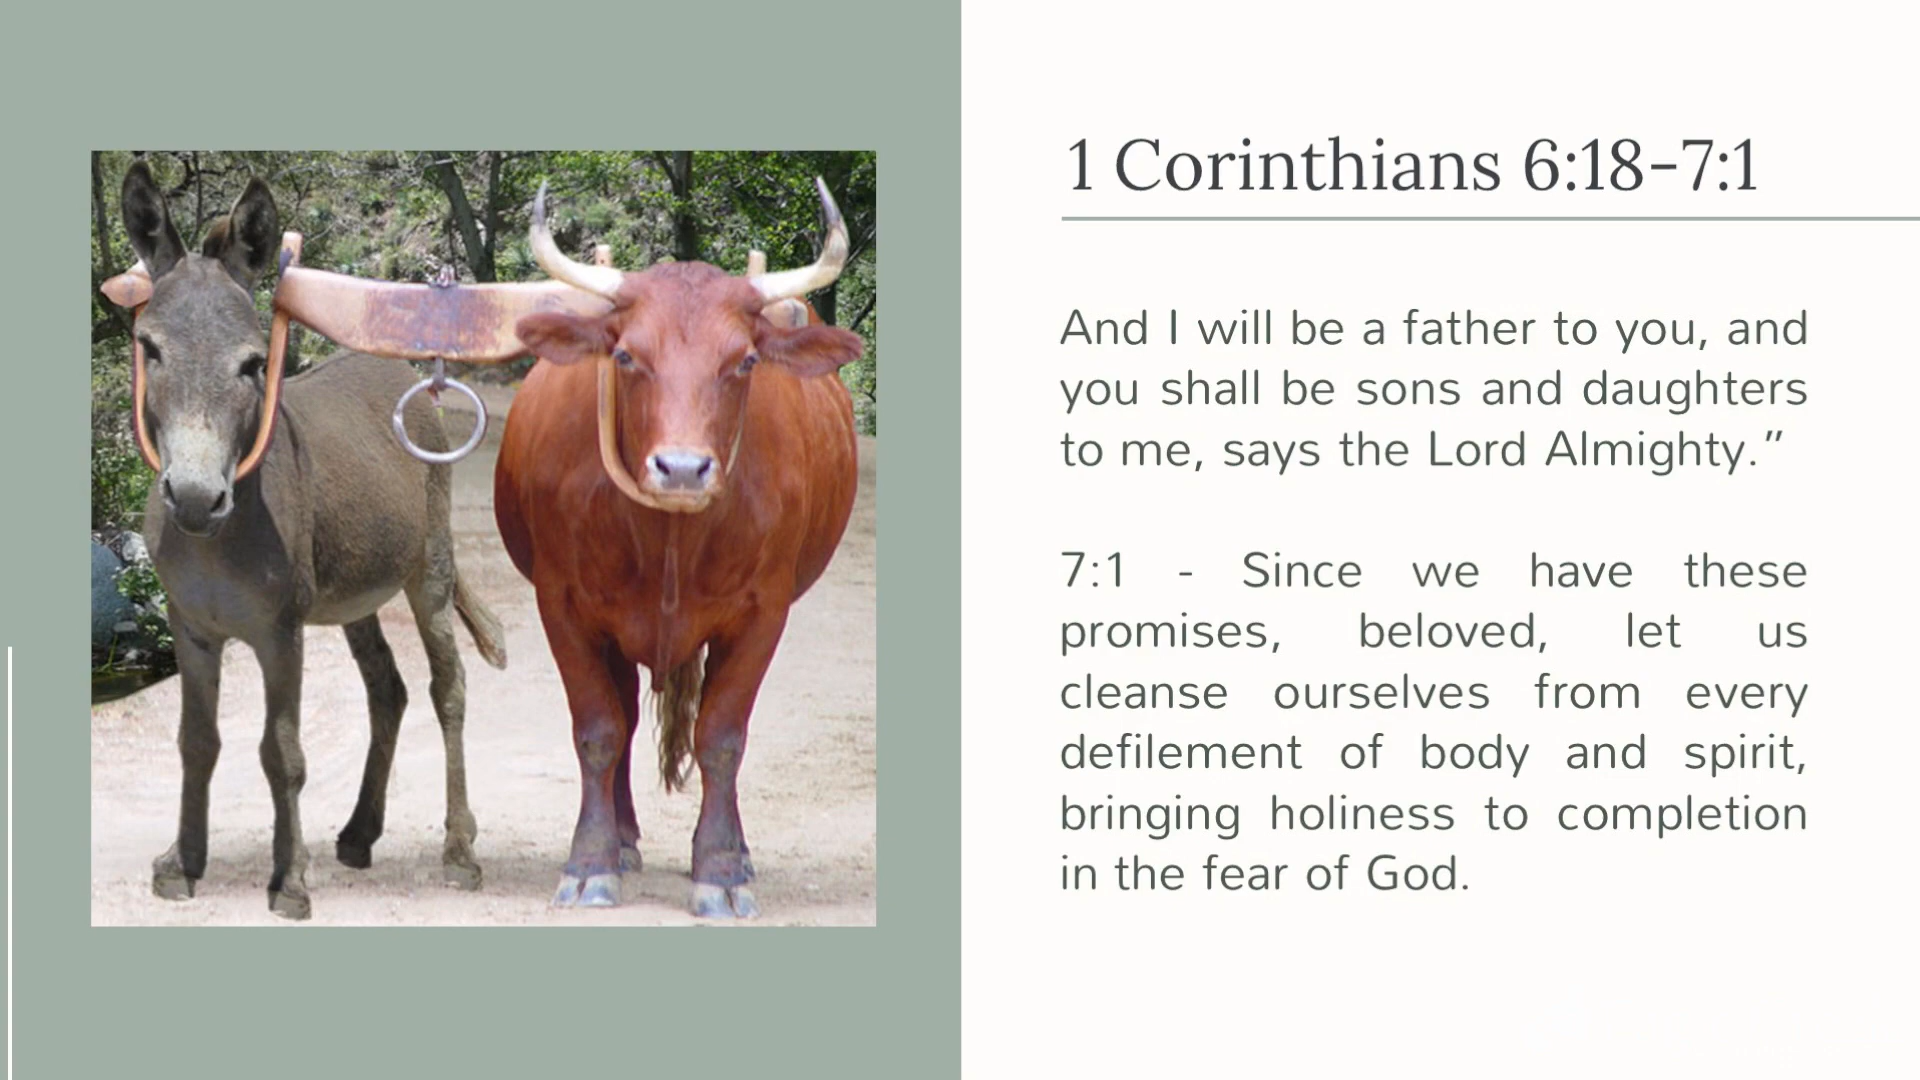 1 Corinthians 6:18-7:1
And I will be a father to you, and
you shall be sons and daughters
to me, says the Lord Almighty.”
7:1 - Since we have these
promises, beloved, let us
cleanse ourselves from every
defilement of body and spirit,
bringing holiness to completion
in the fear of God.